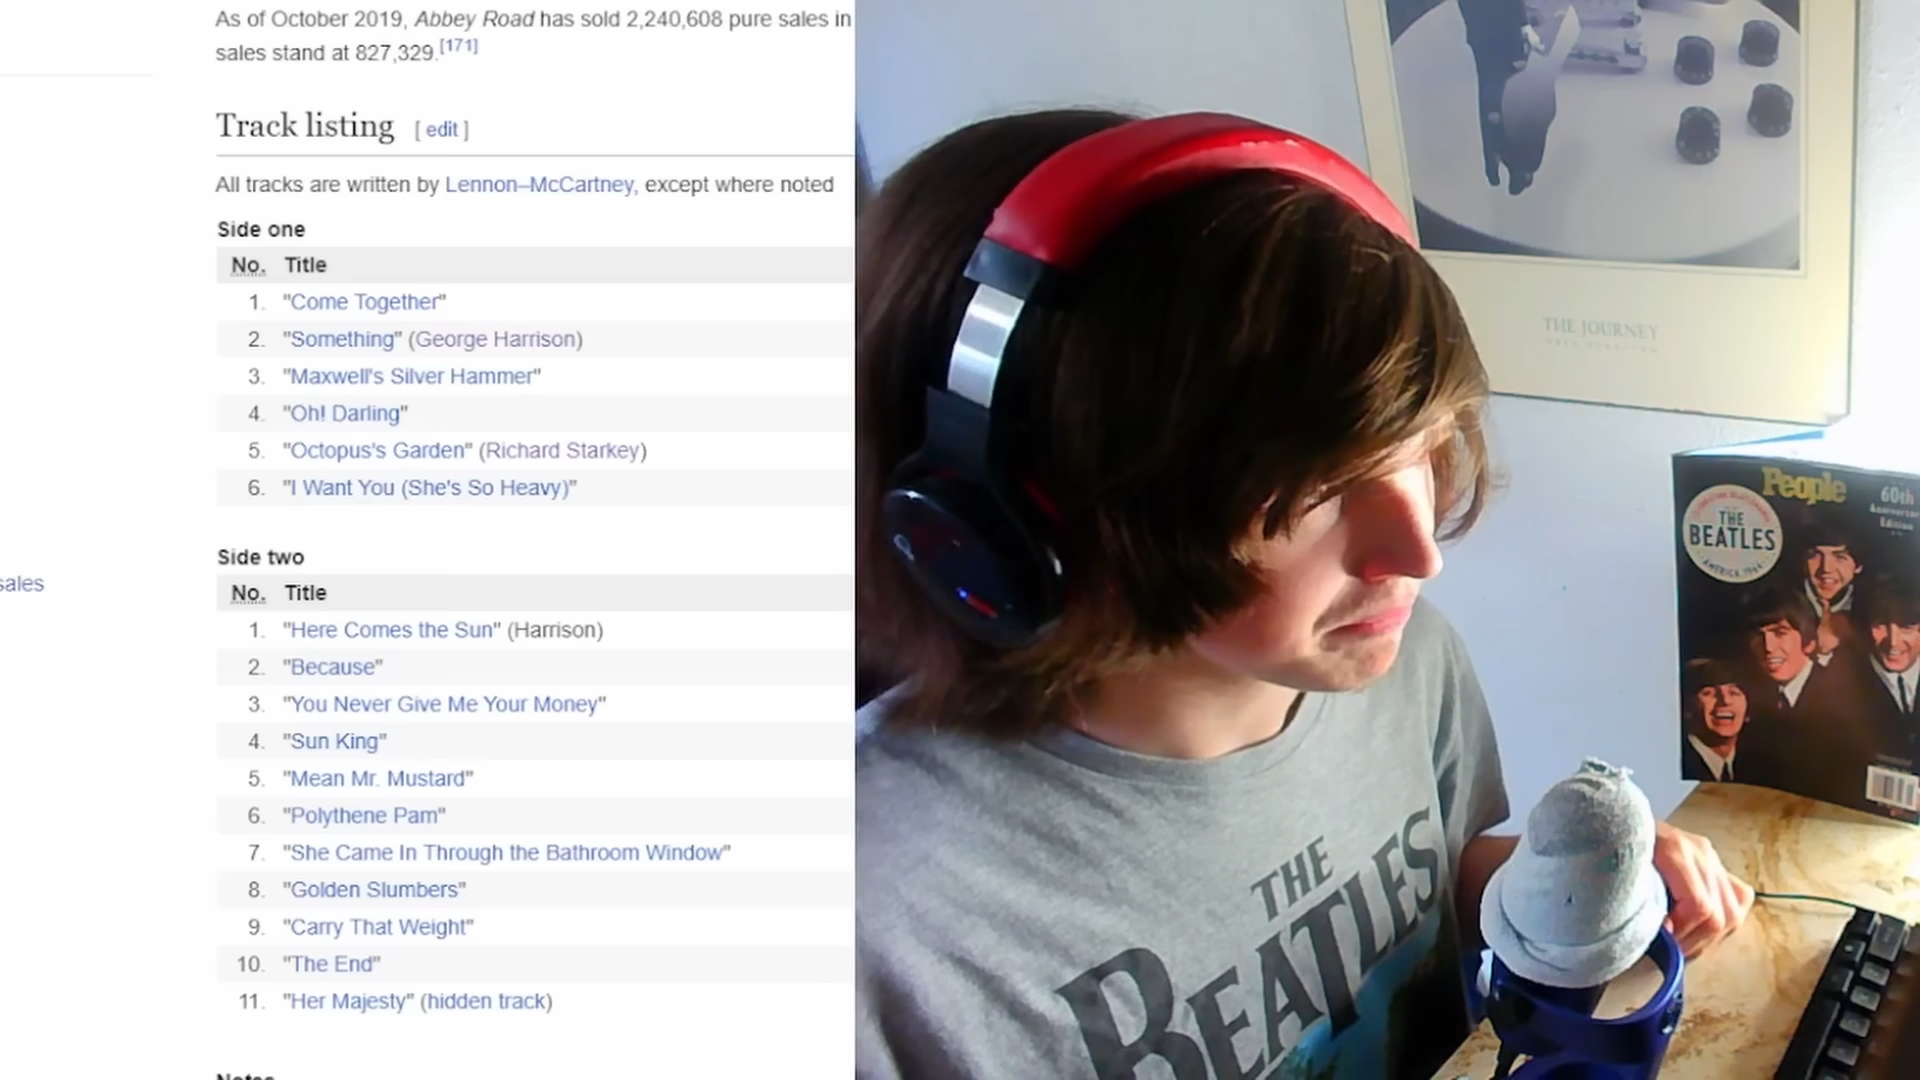 As of October 2019, Abbey Road has sold 2,240,608 pure sales in
sales stand at 827,329.[171]
Track listing [ edit ]
All tracks are written by Lennon–McCartney, except where noted
Side one
No. Title
1. "Come Together"
2. "Something" (George Harrison)
3. "Maxwell's Silver Hammer"
4. "Oh! Darling"
5. "Octopus's Garden" (Richard Starkey)
6. "I Want You (She's So Heavy)"
Side two
No. Title
1. "Here Comes the Sun" (Harrison)
2. "Because"
3. "You Never Give Me Your Money"
4. "Sun King"
5. "Mean Mr. Mustard"
6. "Polythene Pam"
7. "She Came In Through the Bathroom Window"
8. "Golden Slumbers"
9. "Carry That Weight"
10. "The End"
11. "Her Majesty" (hidden track)
Notes
sales
THE JOURNEY
People
60th
Anniversary
Edition
THE
BEATLES
AMERICA 1964
THE
BEATLES